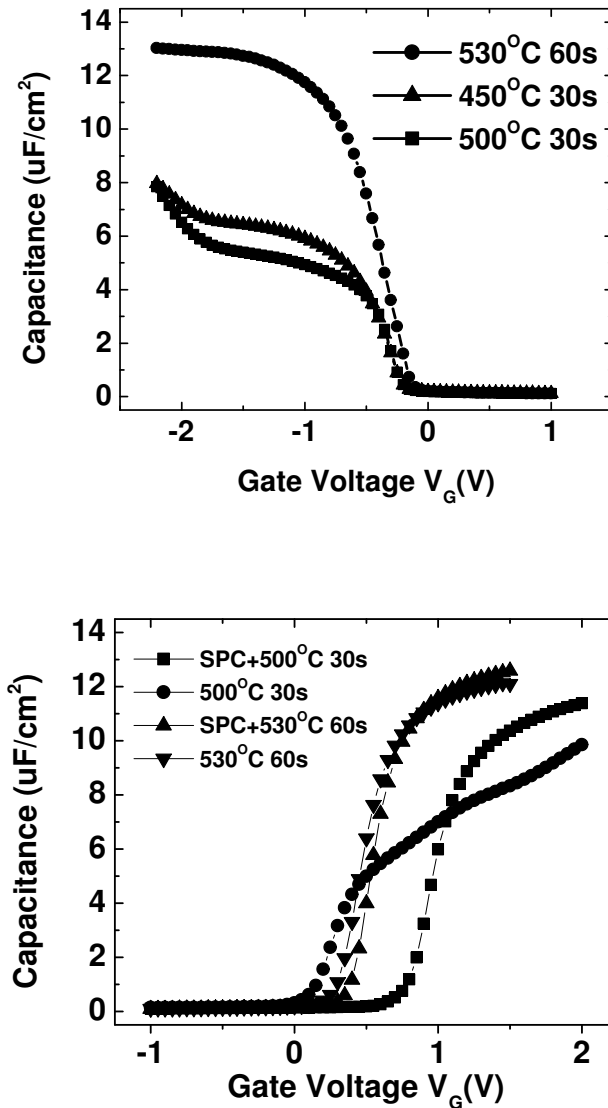 14
12
10
8
6
4
2
0
Capacitance (uF/cm²)
530°C 60s
450°C 30s
500°C 30s
-2 -1 0 1
Gate Voltage V_G(V)
14
12
10
8
6
4
2
0
Capacitance (uF/cm²)
SPC+500°C 30s
500°C 30s
SPC+530°C 60s
530°C 60s
-1 0 1 2
Gate Voltage V_G(V)